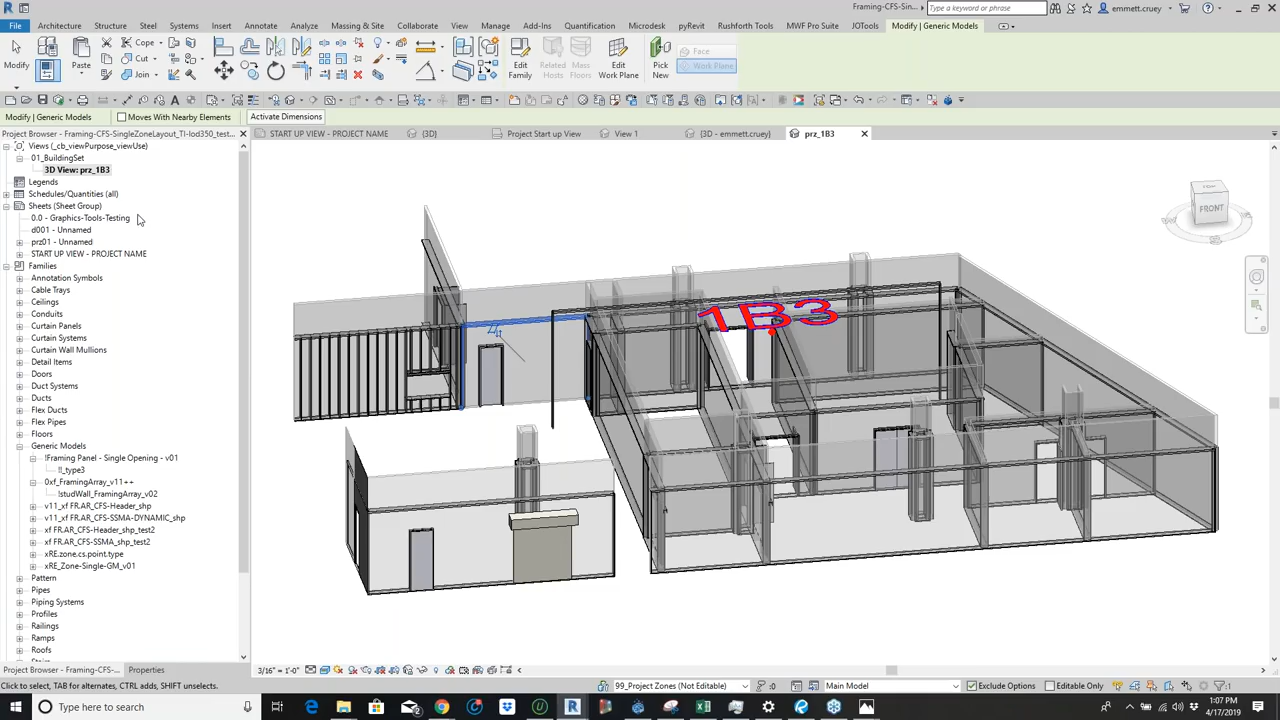 Framing-CFS-Sin...
Type a keyword or phrase
emmett.cruey
File Architecture Structure Steel Systems Insert Annotate Analyze Massing & Site Collaborate View Manage Add-Ins Quantification Microdesk pyRevit Rushforth Tools MWF Pro Suite JOTools Modify | Generic Models
Modify
Paste
Cope
Cut
Join
Edit Family
Related Hosts
Mass Floors
Edit Work Plane
Pick New
Face
Work Plane
Modify | Generic Models Moves With Nearby Elements Activate Dimensions
Project Browser - Framing-CFS-SingleZoneLayout_TI-lod350_test...
START UP VIEW - PROJECT NAME {3D} Project Start up View View 1 {3D - emmett.cruey} prz_1B3
Views (_cb_viewPurpose_viewUse)
01_BuildingSet
3D View: prz_1B3
Legends
Schedules/Quantities (all)
Sheets (Sheet Group)
0.0 - Graphics-Tools-Testing
d001 - Unnamed
prz01 - Unnamed
START UP VIEW - PROJECT NAME
Families
Annotation Symbols
Cable Trays
Ceilings
Conduits
Curtain Panels
Curtain Systems
Curtain Wall Mullions
Detail Items
Doors
Duct Systems
Ducts
Flex Ducts
Flex Pipes
Floors
Generic Models
!Framing Panel - Single Opening - v01
!!_type3
0xf_FramingArray_v11++
!studWall_FramingArray_v02
v11_xf FR.AR_CFS-Header_shp
v11_xf FR.AR_CFS-SSMA-DYNAMIC_shp
xf FR.AR_CFS-Header_shp_test2
xf FR.AR_CFS-SSMA_shp_test2
xRE.zone.cs.point.type
xRE_Zone-Single-GM_v01
Pattern
Pipes
Piping Systems
Profiles
Railings
Ramps
Roofs
Project Browser - Framing-CFS-... Properties
1B3
TOP
FRONT
3/16" = 1'-0"
Click to select, TAB for alternates, CTRL adds, SHIFT unselects.
99_Project Zones (Not Editable)
:0
Main Model
Exclude Options
Editable Only
:1
Type here to search
1:07 PM
4/17/2019